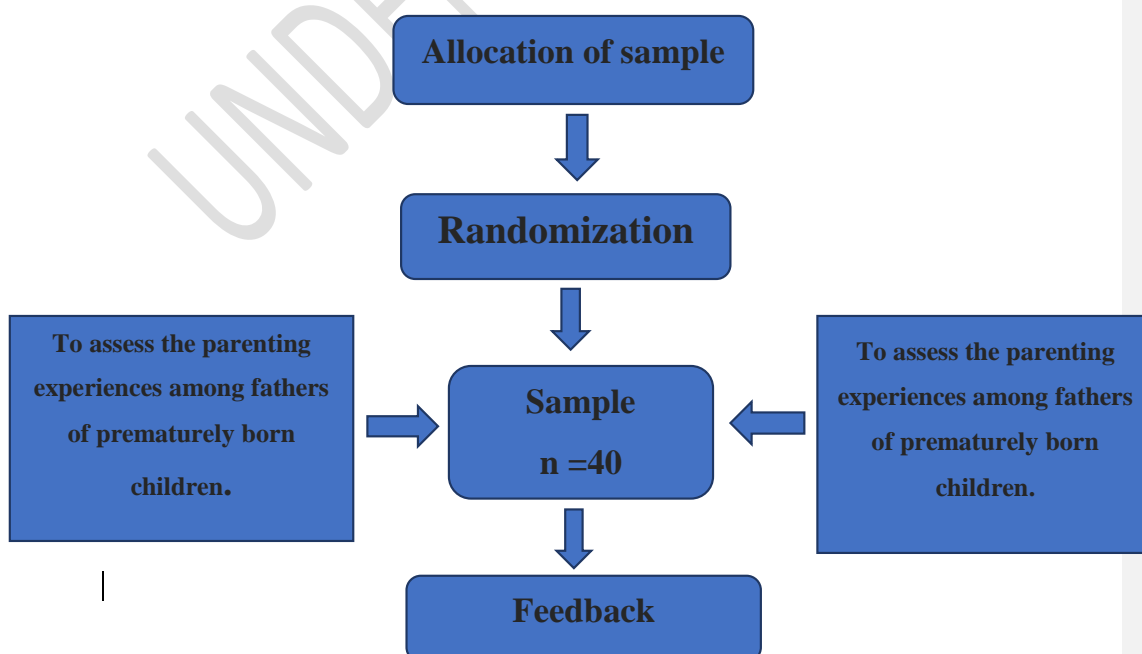 UNDE
Allocation of sample
Randomization
To assess the parenting
experiences among fathers
of prematurely born
children.
Sample
n =40
To assess the parenting
experiences among fathers
of prematurely born
children.
Feedback